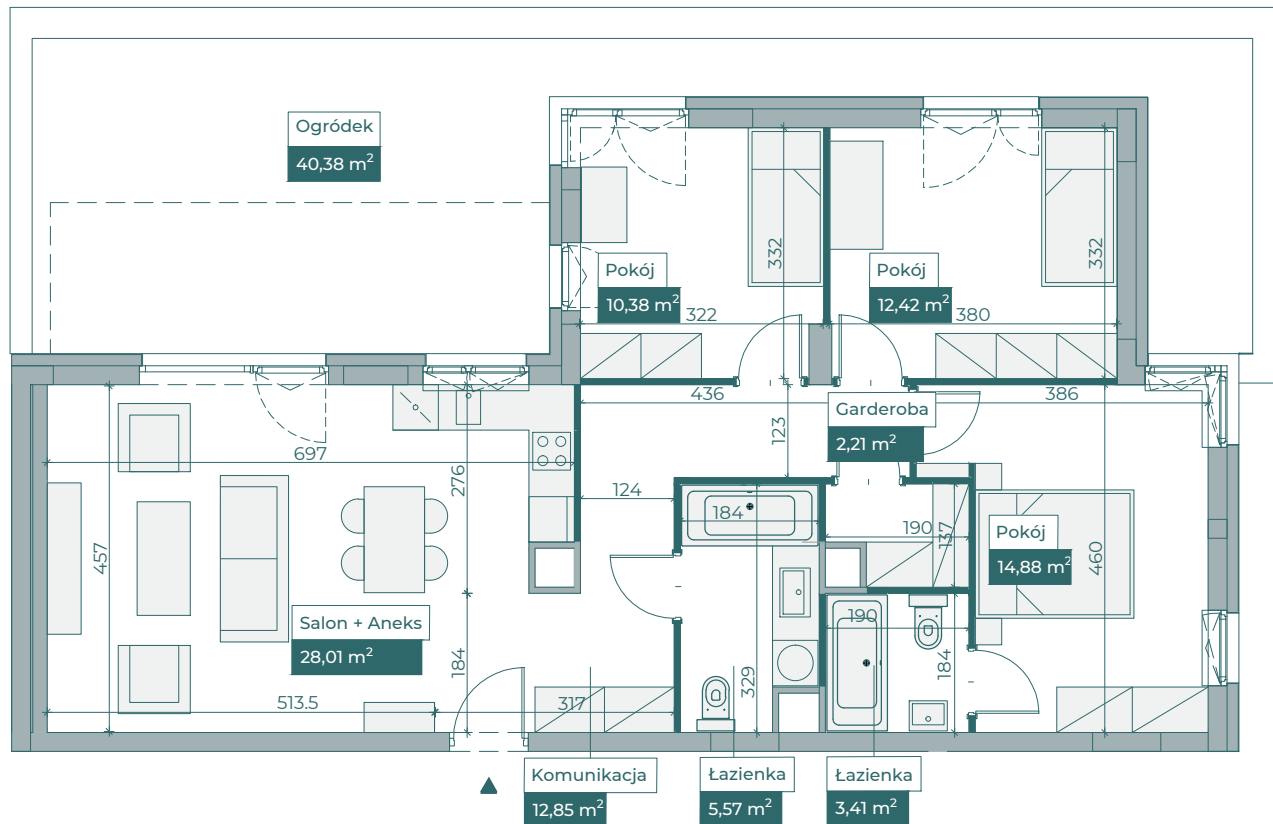 Ogródek
40,38 m²
Pokój
10,38 m²
332
322
Pokój
12,42 m²
332
380
436
123
Garderoba
2,21 m²
386
697
276
124
184
190
137
457
Pokój
14,88 m²
460
Salon + Aneks
28,01 m²
184
329
190
184
513.5
317
Komunikacja
12,85 m²
Łazienka
5,57 m²
Łazienka
3,41 m²